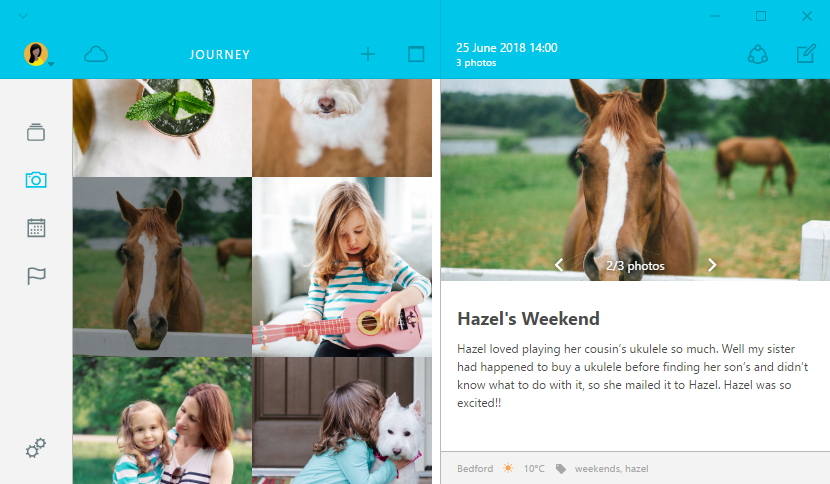 JOURNEY
25 June 2018 14:00
3 photos
2/3 photos
Hazel's Weekend
Hazel loved playing her cousin's ukulele so much. Well my sister
had happened to buy a ukulele before finding her son's and didn't
know what to do with it, so she mailed it to Hazel. Hazel was so
excited!!
Bedford 10°C weekends, hazel